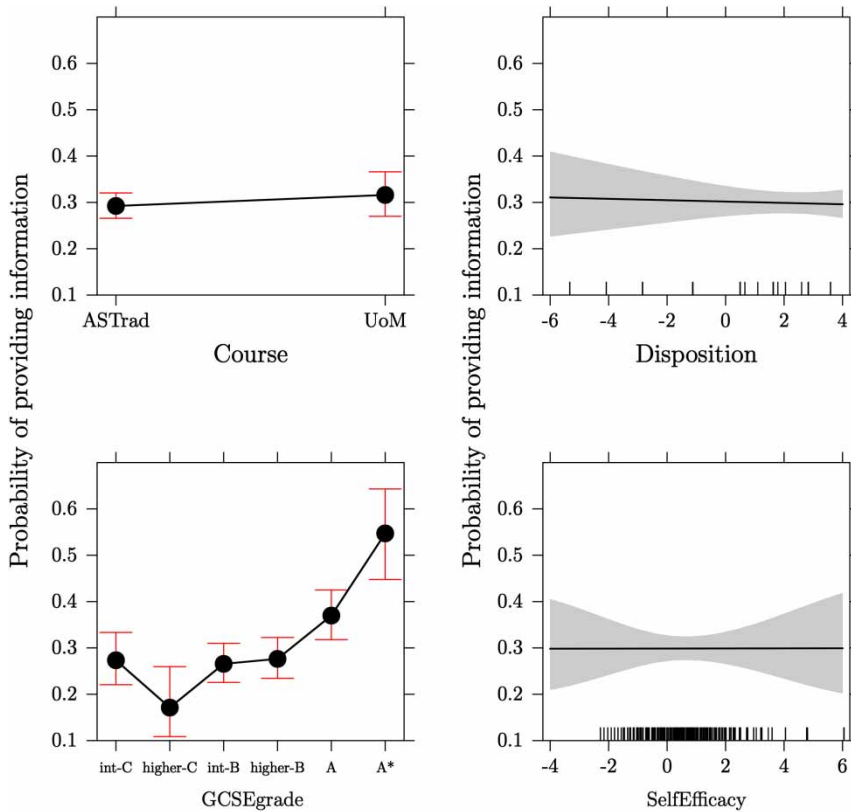 Probability of providing information
0.6
0.5
0.4
0.3
0.2
0.1
ASTrad UoM
Course
Probability of providing information
0.6
0.5
0.4
0.3
0.2
0.1
-6 -4 -2 0 2 4
Disposition
0.6
0.5
0.4
0.3
0.2
0.1
int-C higher-C int-B higher-B A A*
GCSEgrade
0.6
0.5
0.4
0.3
0.2
0.1
-4 -2 0 2 4 6
SelfEfficacy